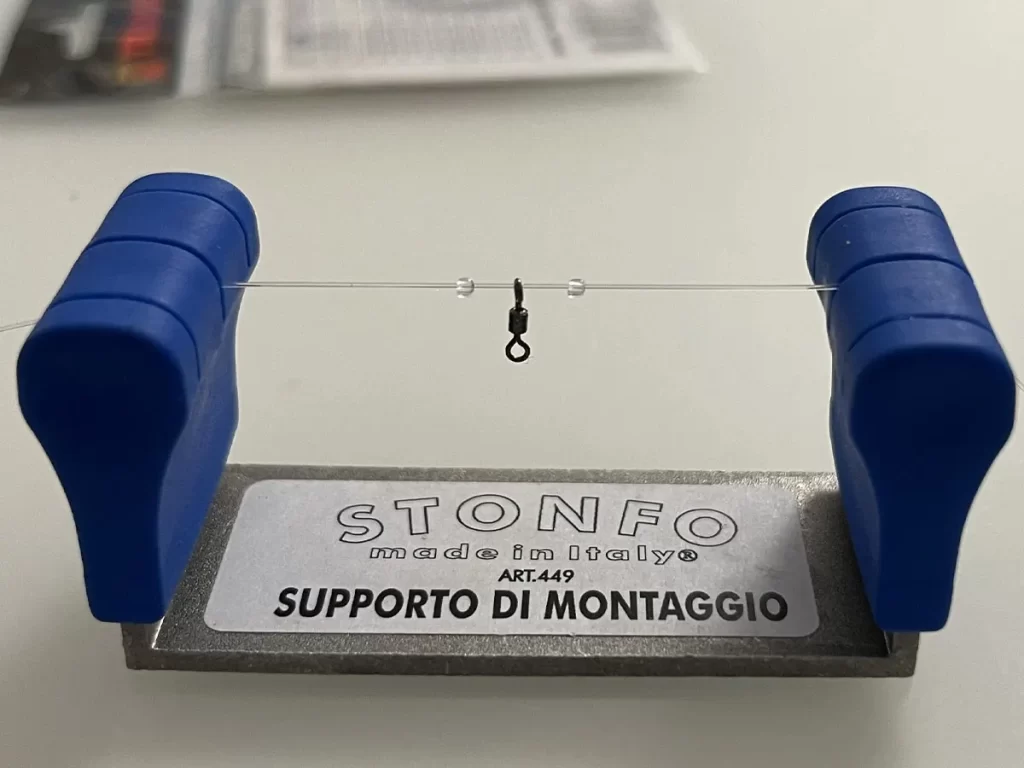 STONFO
made in Italy®
ART.449
SUPPORTO DI MONTAGGIO